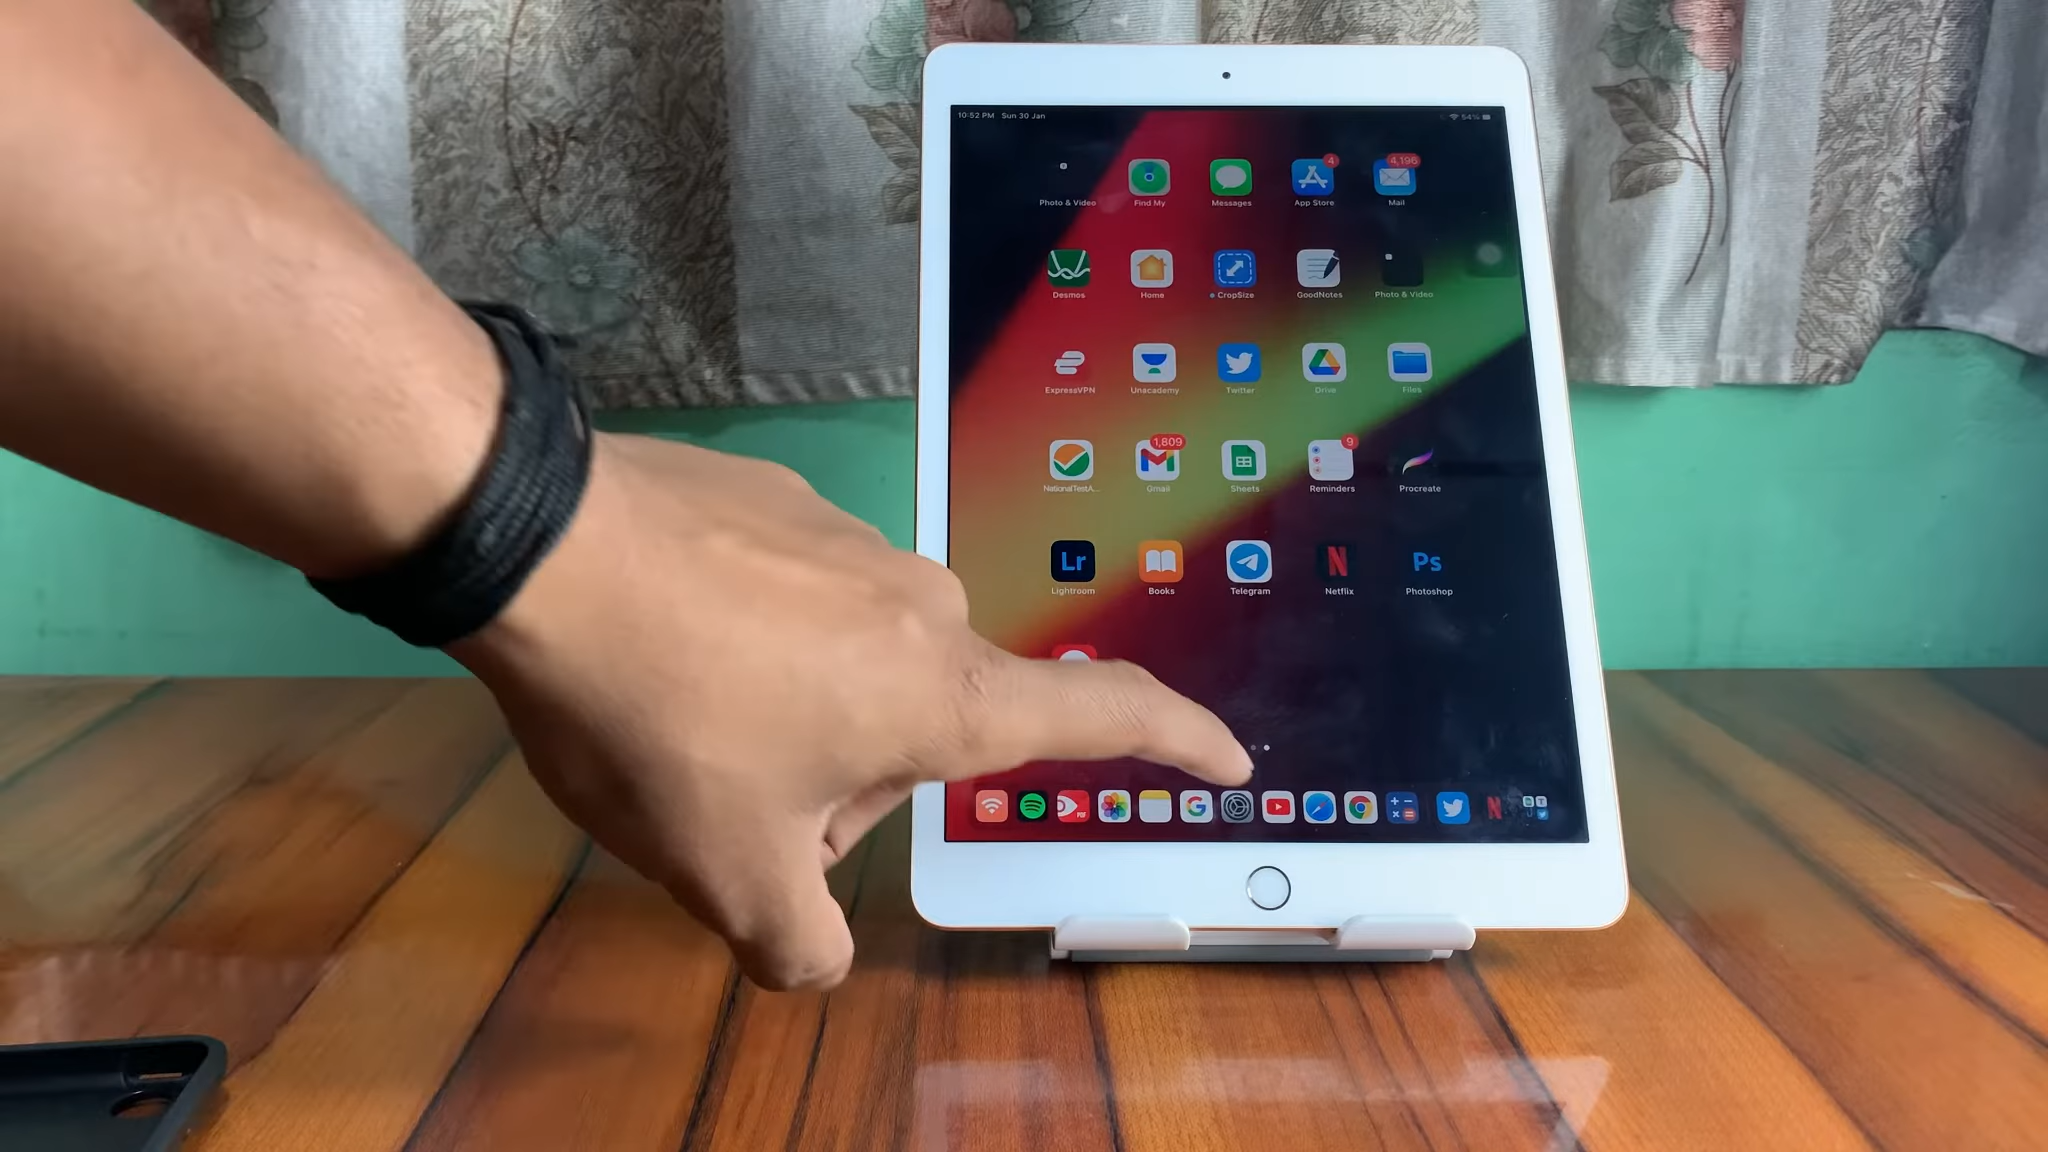 10:52 PM Sun 30 Jan 54%
4 4,196
Photo & Video Find My Messages App Store Mail
Desmos Home CropSize GoodNotes Photo & Video
ExpressVPN Unacademy Twitter Drive Files
1,809 9
NationalTestA... Gmail Sheets Reminders Procreate
Lr N Ps
Lightroom Books Telegram Netflix Photoshop
PDF G N